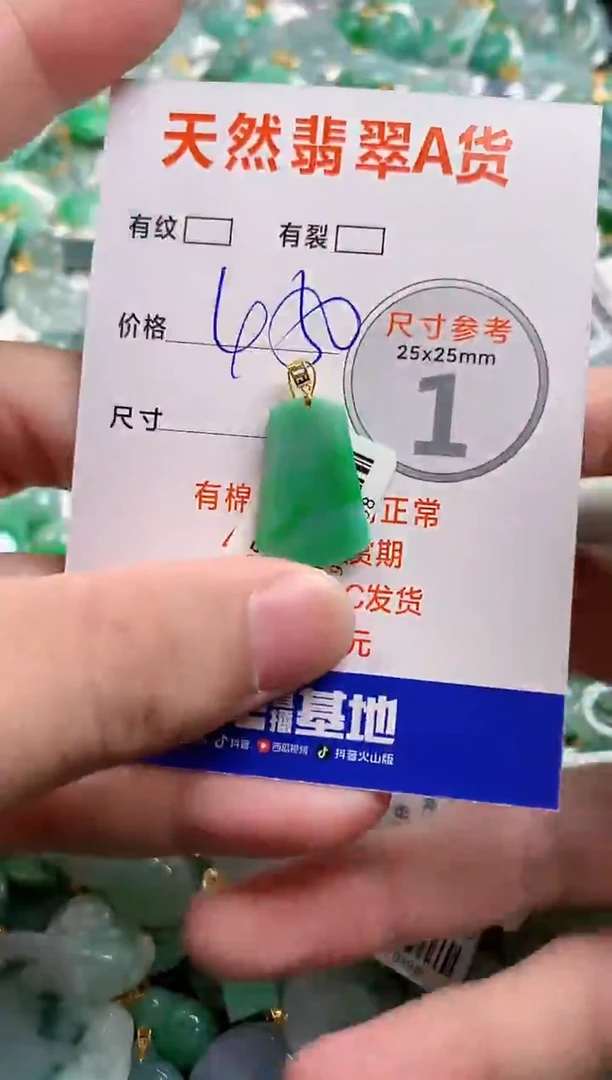 天然翡翠A货
有纹 有裂
价格
尺寸参考
25x25mm
1
尺寸
有棉 正常
货期
C发货
元
播基地
抖音 西瓜视频 抖音火山版